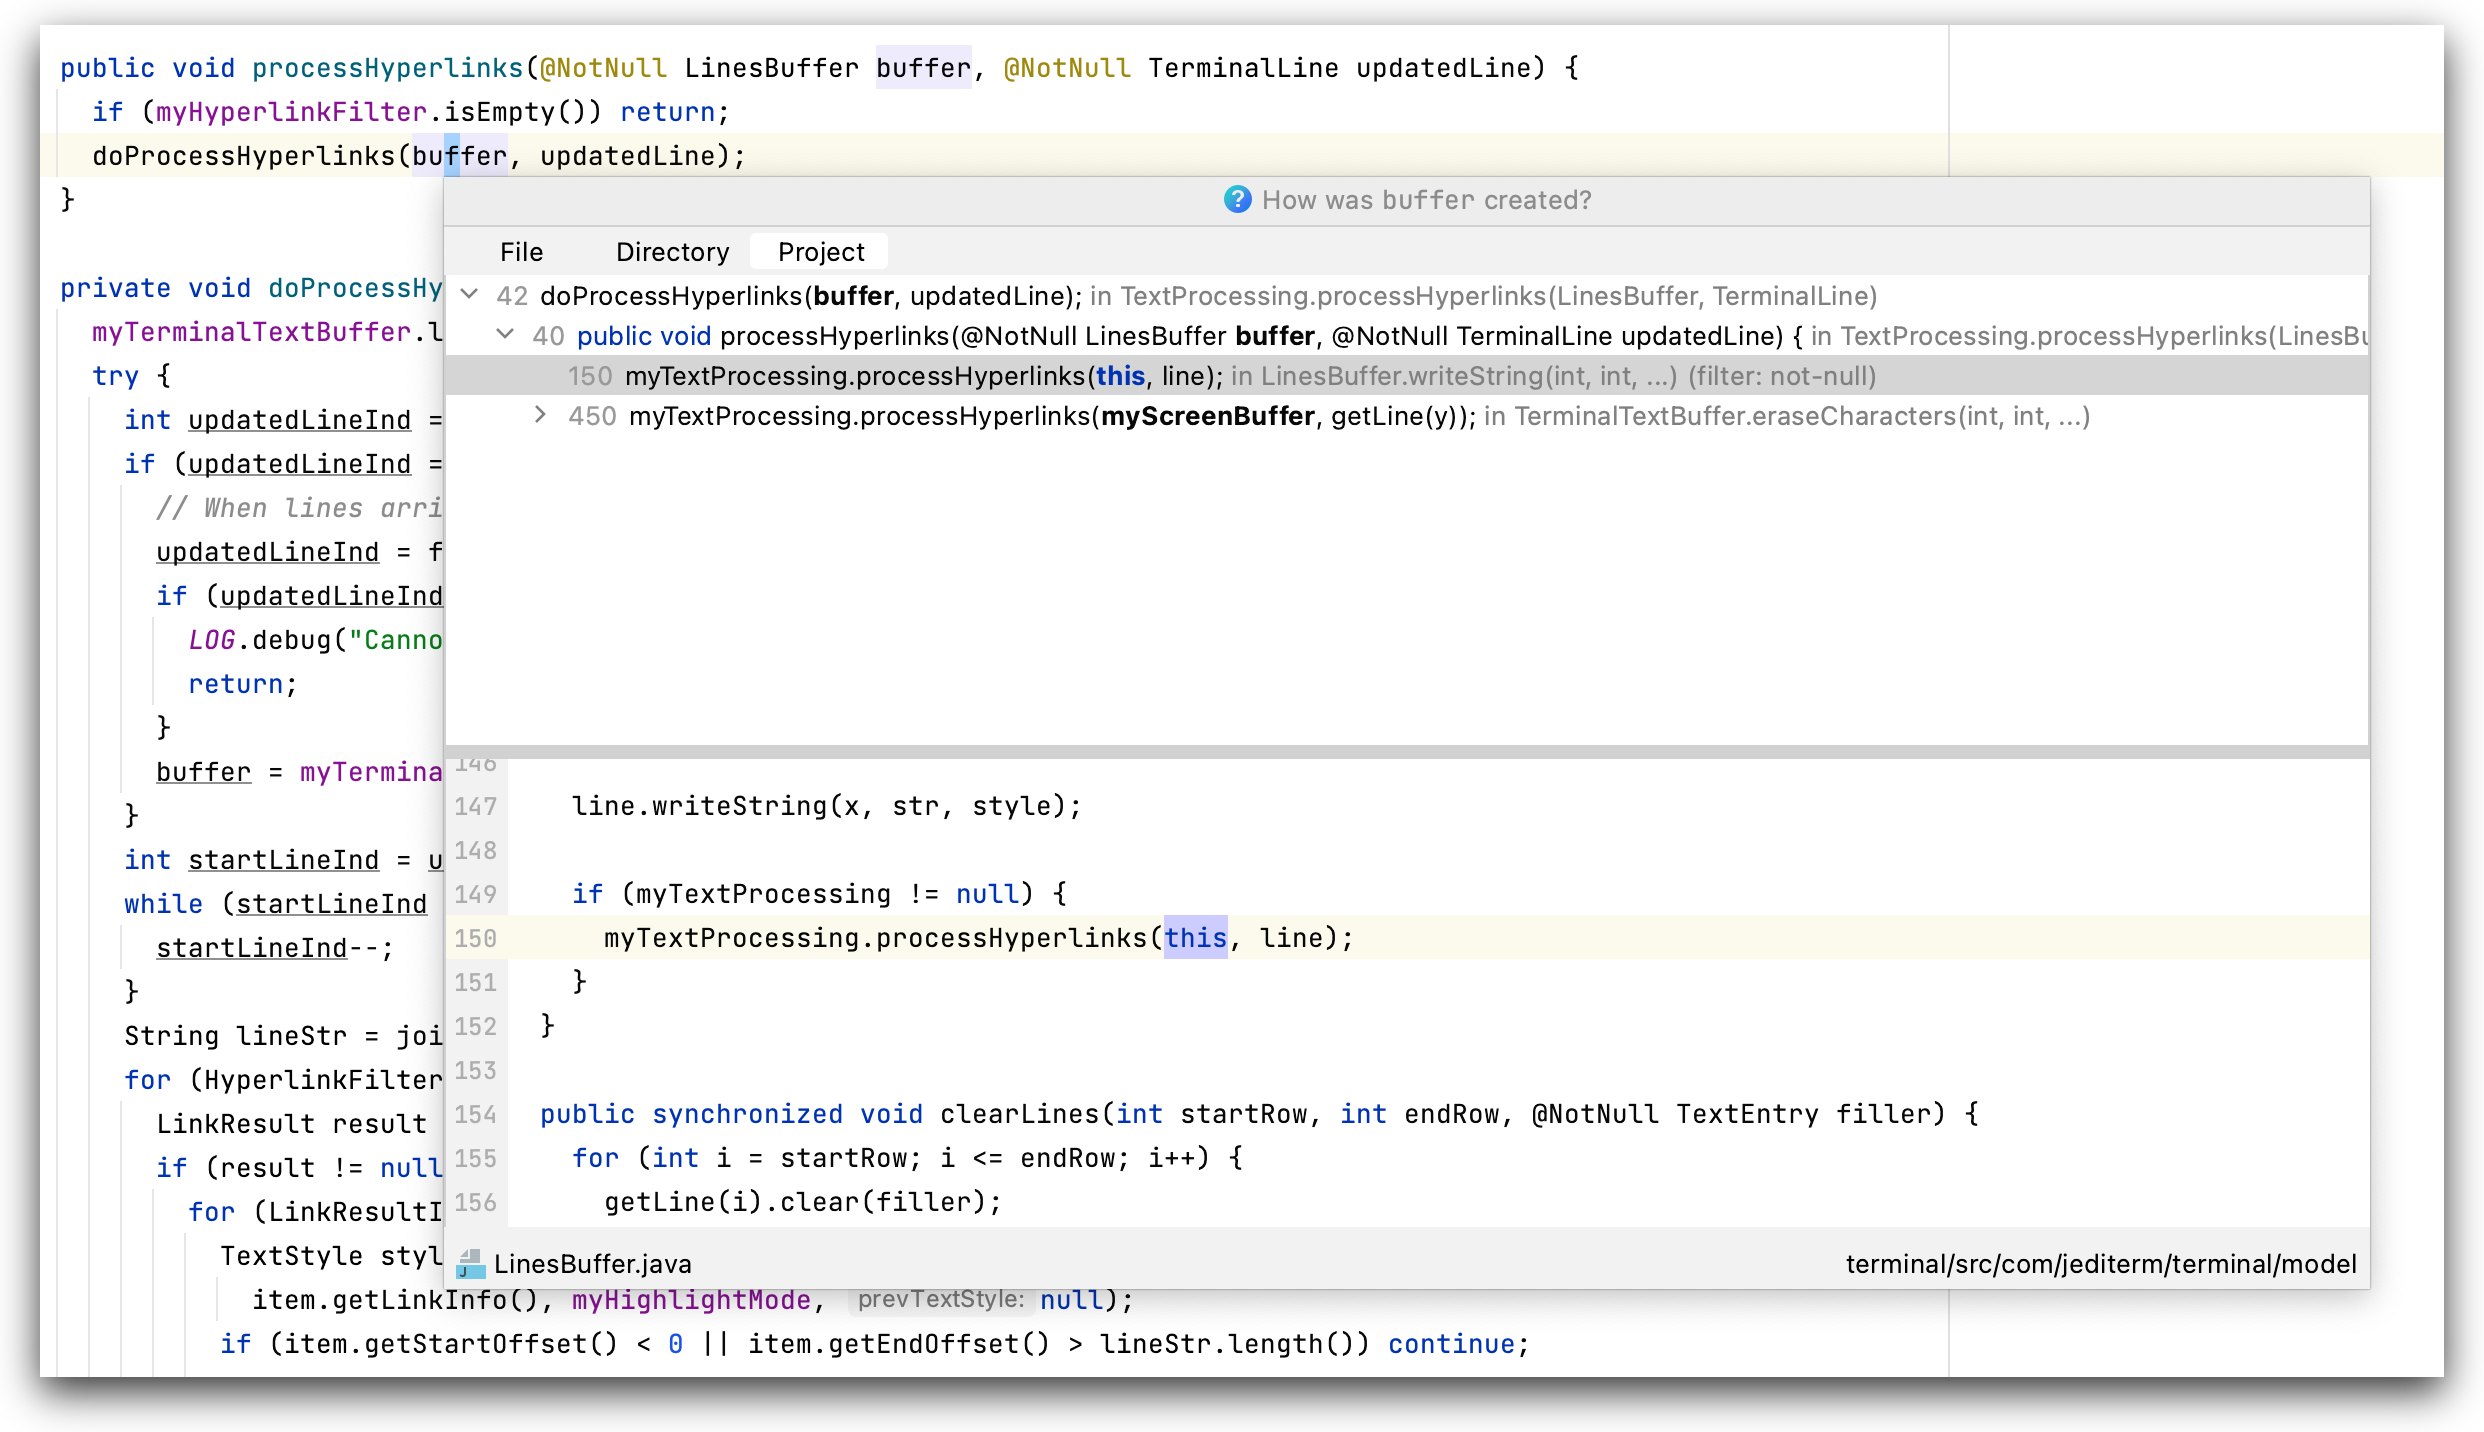 public void processHyperlinks(@NotNull LinesBuffer buffer, @NotNull TerminalLine updatedLine) {
if (myHyperlinkFilter.isEmpty()) return;
doProcessHyperlinks(buffer, updatedLine);
}
private void doProcessHy
myTerminalTextBuffer.l
try {
int updatedLineInd =
if (updatedLineInd =
// When lines arri
updatedLineInd = f
if (updatedLineInd
LOG.debug("Canno
return;
}
buffer = myTermina
}
int startLineInd = u
while (startLineInd
startLineInd--;
}
String lineStr = joi
for (HyperlinkFilter
LinkResult result
if (result != null
for (LinkResultI
TextStyle styl
item.getLinkInfo(), myHighlightMode, prevTextStyle: null);
if (item.getStartOffset() < 0 || item.getEndOffset() > lineStr.length()) continue;
? How was buffer created?
File Directory Project
42 doProcessHyperlinks(buffer, updatedLine); in TextProcessing.processHyperlinks(LinesBuffer, TerminalLine)
40 public void processHyperlinks(@NotNull LinesBuffer buffer, @NotNull TerminalLine updatedLine) { in TextProcessing.processHyperlinks(LinesBu
150 myTextProcessing.processHyperlinks(this, line); in LinesBuffer.writeString(int, int, ...) (filter: not-null)
450 myTextProcessing.processHyperlinks(myScreenBuffer, getLine(y)); in TerminalTextBuffer.eraseCharacters(int, int, ...)
146
147 line.writeString(x, str, style);
148
149 if (myTextProcessing != null) {
150 myTextProcessing.processHyperlinks(this, line);
151 }
152 }
153
154 public synchronized void clearLines(int startRow, int endRow, @NotNull TextEntry filler) {
155 for (int i = startRow; i <= endRow; i++) {
156 getLine(i).clear(filler);
J LinesBuffer.java terminal/src/com/jediterm/terminal/model